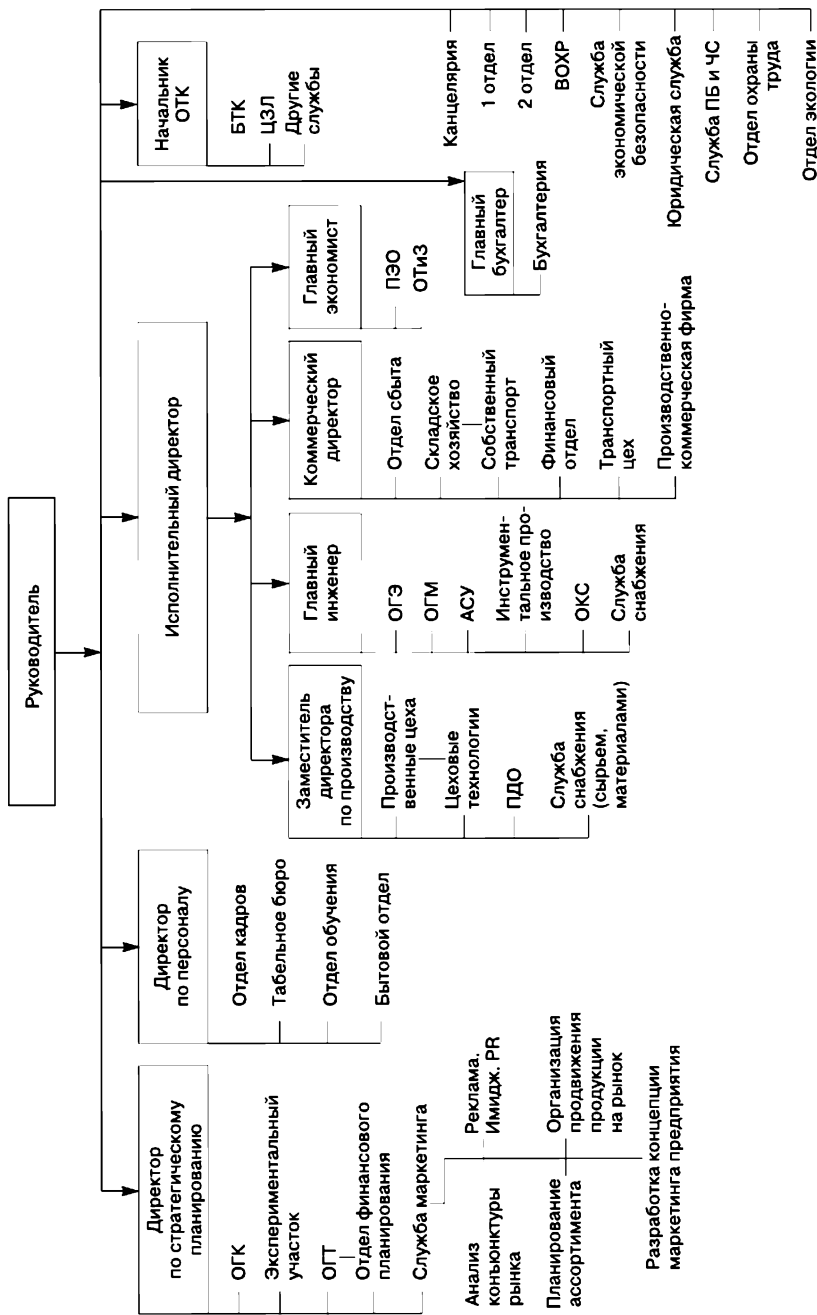 Руководитель
Директор
по стратегическому
планированию
ОГК
Экспериментальный
участок
ОГТ
Отдел финансового
планирования
Служба маркетинга
Анализ
конъюнктуры
рынка
Реклама.
Имидж. PR
Планирование
ассортимента
Организация
продвижения
продукции
на рынок
Разработка концепции
маркетинга предприятия
Директор
по персоналу
Отдел кадров
Табельное бюро
Отдел обучения
Бытовой отдел
Исполнительный директор
Заместитель
директора
по производству
Производст-
венные цеха
Цеховые
технологии
ПДО
Служба
снабжения
(сырьем,
материалами)
Главный
инженер
ОГЭ
ОГМ
АСУ
Инструмен-
тальное про-
изводство
ОКС
Служба
снабжения
Коммерческий
директор
Отдел сбыта
Складское
хозяйство
Собственный
транспорт
Финансовый
отдел
Транспортный
цех
Производственно-
коммерческая фирма
Главный
экономист
ПЭО
ОТиЗ
Главный
бухгалтер
Бухгалтерия
Начальник
ОТК
БТК
ЦЗЛ
Другие
службы
Канцелярия
1 отдел
2 отдел
ВОХР
Служба
экономической
безопасности
Юридическая служба
Служба ПБ и ЧС
Отдел охраны
труда
Отдел экологии